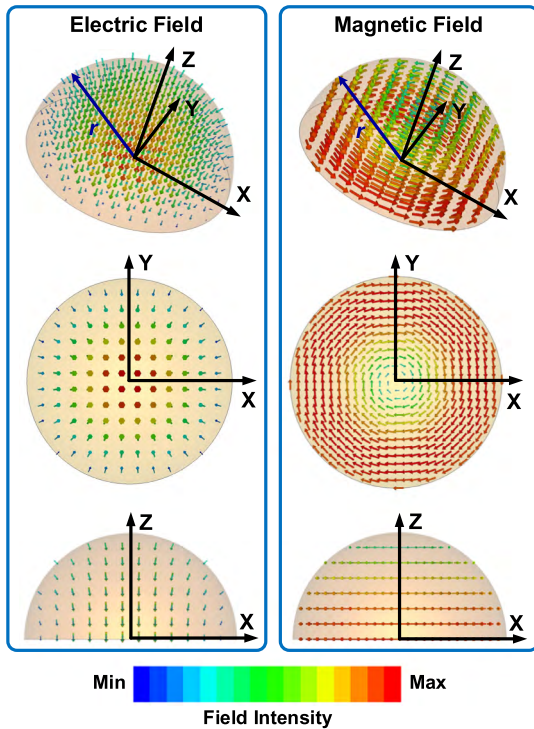 Electric Field
Z
Y
r
X
Y
X
Z
X
Magnetic Field
Z
Y
r
X
Y
X
Z
X
Min
Max
Field Intensity